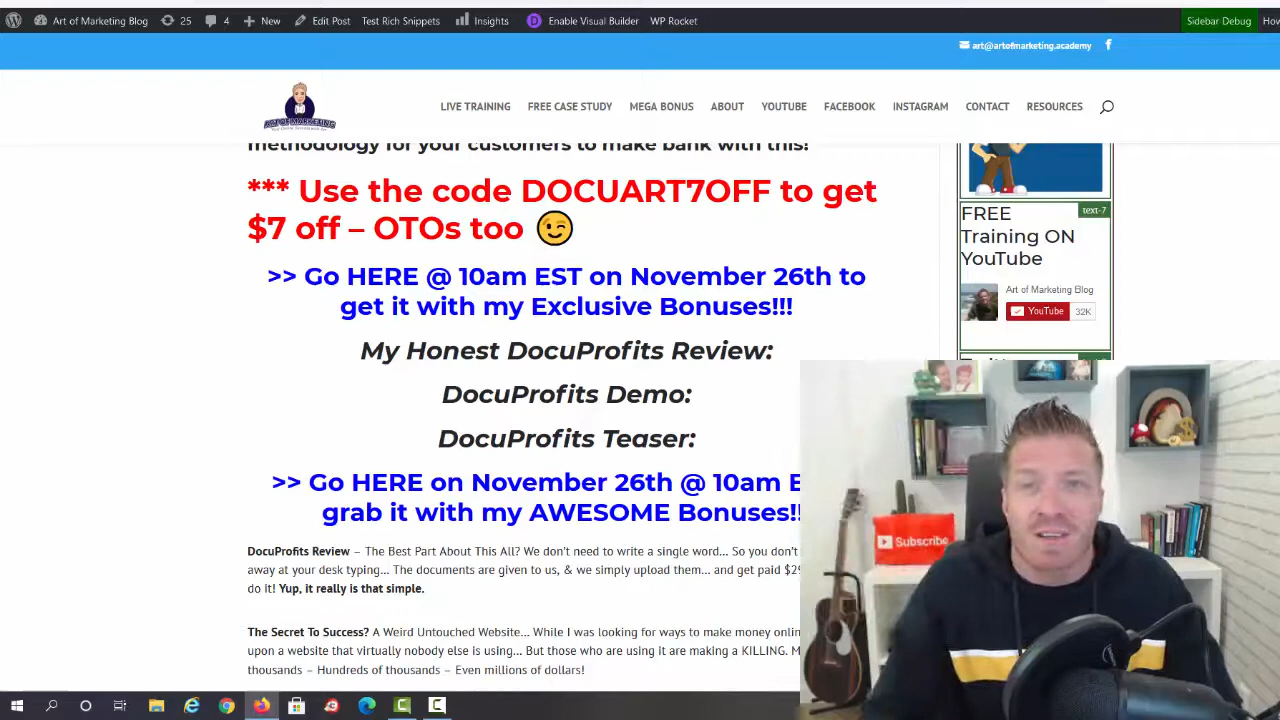 Art of Marketing Blog 25 4 New Edit Post Test Rich Snippets Insights Enable Visual Builder WP Rocket Sidebar Debug How
art@artofmarketing.academy
ART OF MARKETING LIVE TRAINING FREE CASE STUDY MEGA BONUS ABOUT YOUTUBE FACEBOOK INSTAGRAM CONTACT RESOURCES
methodology for your customers to make bank with this!
*** Use the code DOCUART7OFF to get
$7 off – OTOs too
>> Go HERE @ 10am EST on November 26th to
get it with my Exclusive Bonuses!!!
My Honest DocuProfits Review:
DocuProfits Demo:
DocuProfits Teaser:
>> Go HERE on November 26th @ 10am E
grab it with my AWESOME Bonuses!!
DocuProfits Review – The Best Part About This All? We don't need to write a single word... So you don't
away at your desk typing... The documents are given to us, & we simply upload them... and get paid $29
do it! Yup, it really is that simple.
The Secret To Success? A Weird Untouched Website... While I was looking for ways to make money onlin
upon a website that virtually nobody else is using... But those who are using it are making a KILLING. M
thousands – Hundreds of thousands – Even millions of dollars!
FREE text-7
Training ON
YouTube
Art of Marketing Blog
YouTube 32K
Subscribe